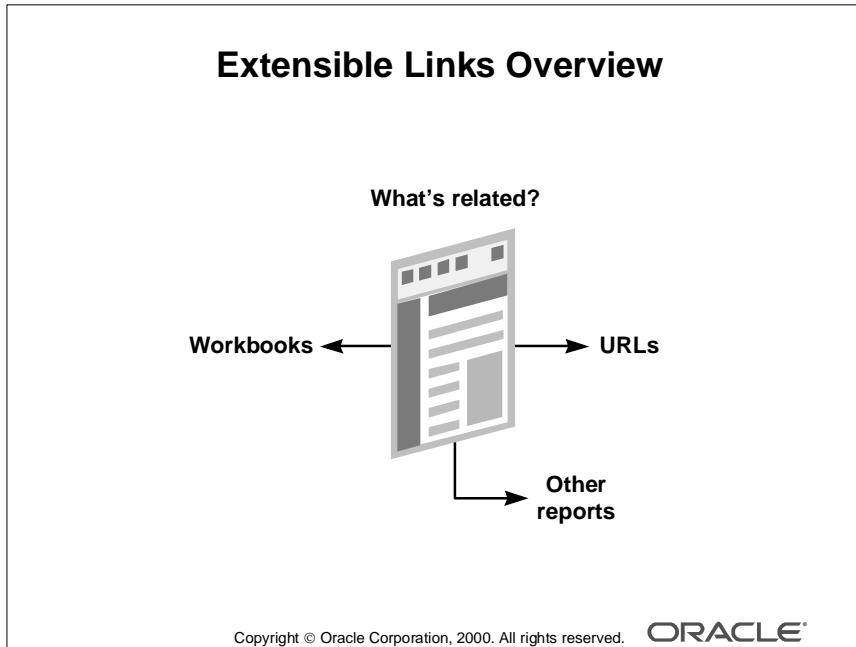 Extensible Links Overview
What's related?
Workbooks
URLs
Other
reports
Copyright © Oracle Corporation, 2000. All rights reserved.
ORACLE®